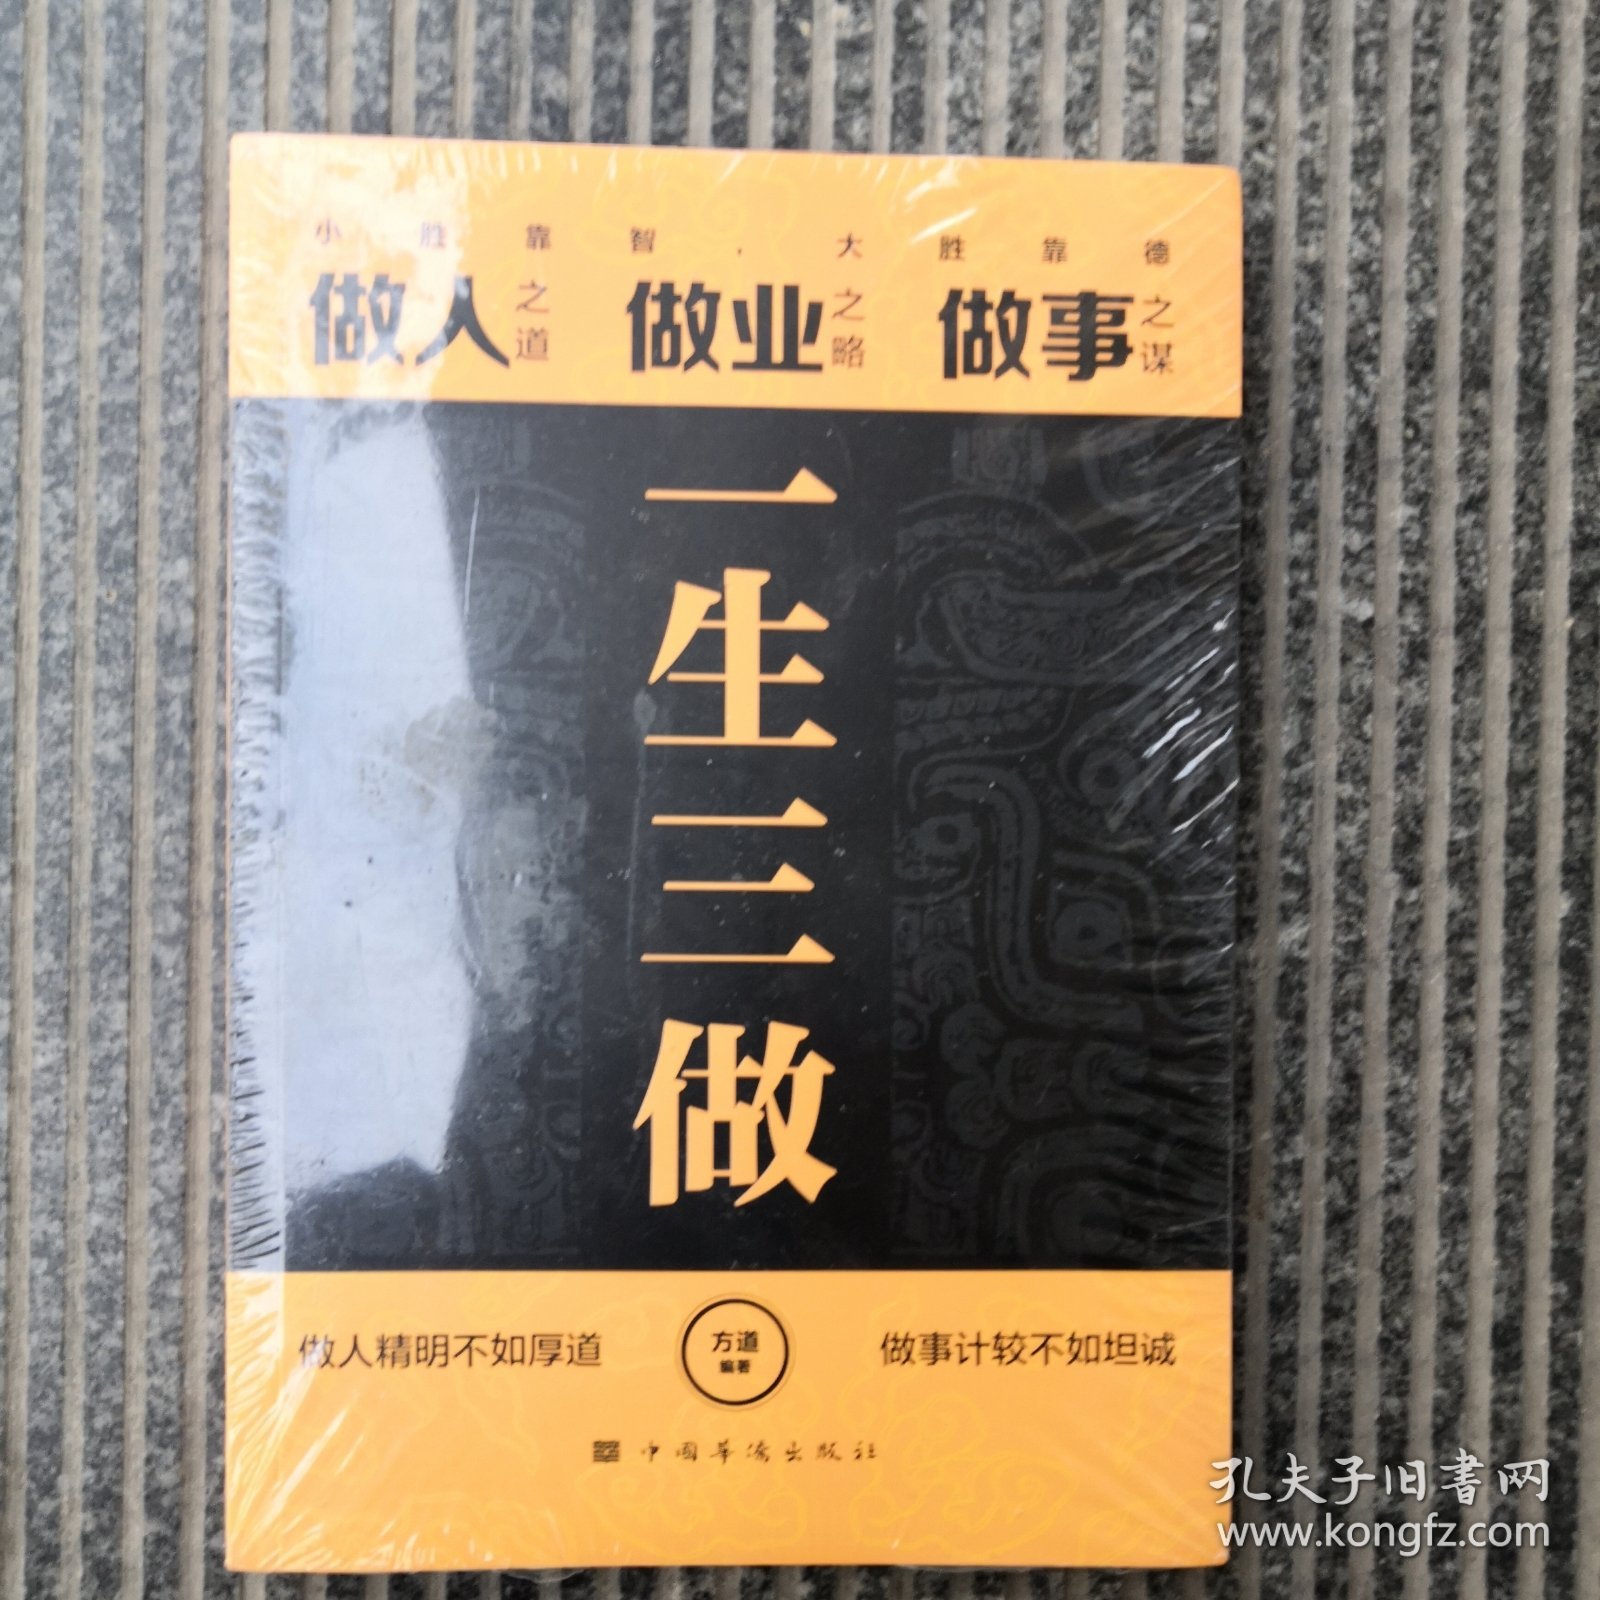 小胜靠智，大胜靠德
做人之道 做业之略 做事之谋
一生三做
做人精明不如厚道
方道
编著
做事计较不如坦诚
中国华侨出版社
孔夫子旧书网
www.kongfz.com